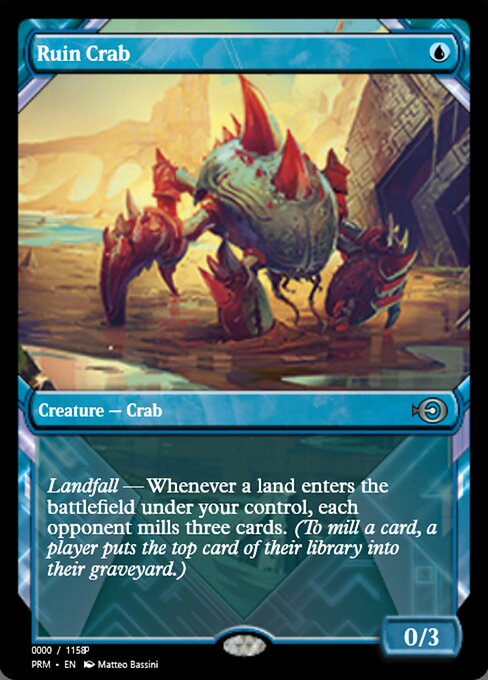 Ruin Crab
Creature — Crab
Landfall — Whenever a land enters the
battlefield under your control, each
opponent mills three cards. (To mill a card, a
player puts the top card of their library into
their graveyard.)
0/3
0000 / 1158P
PRM • EN Matteo Bassini